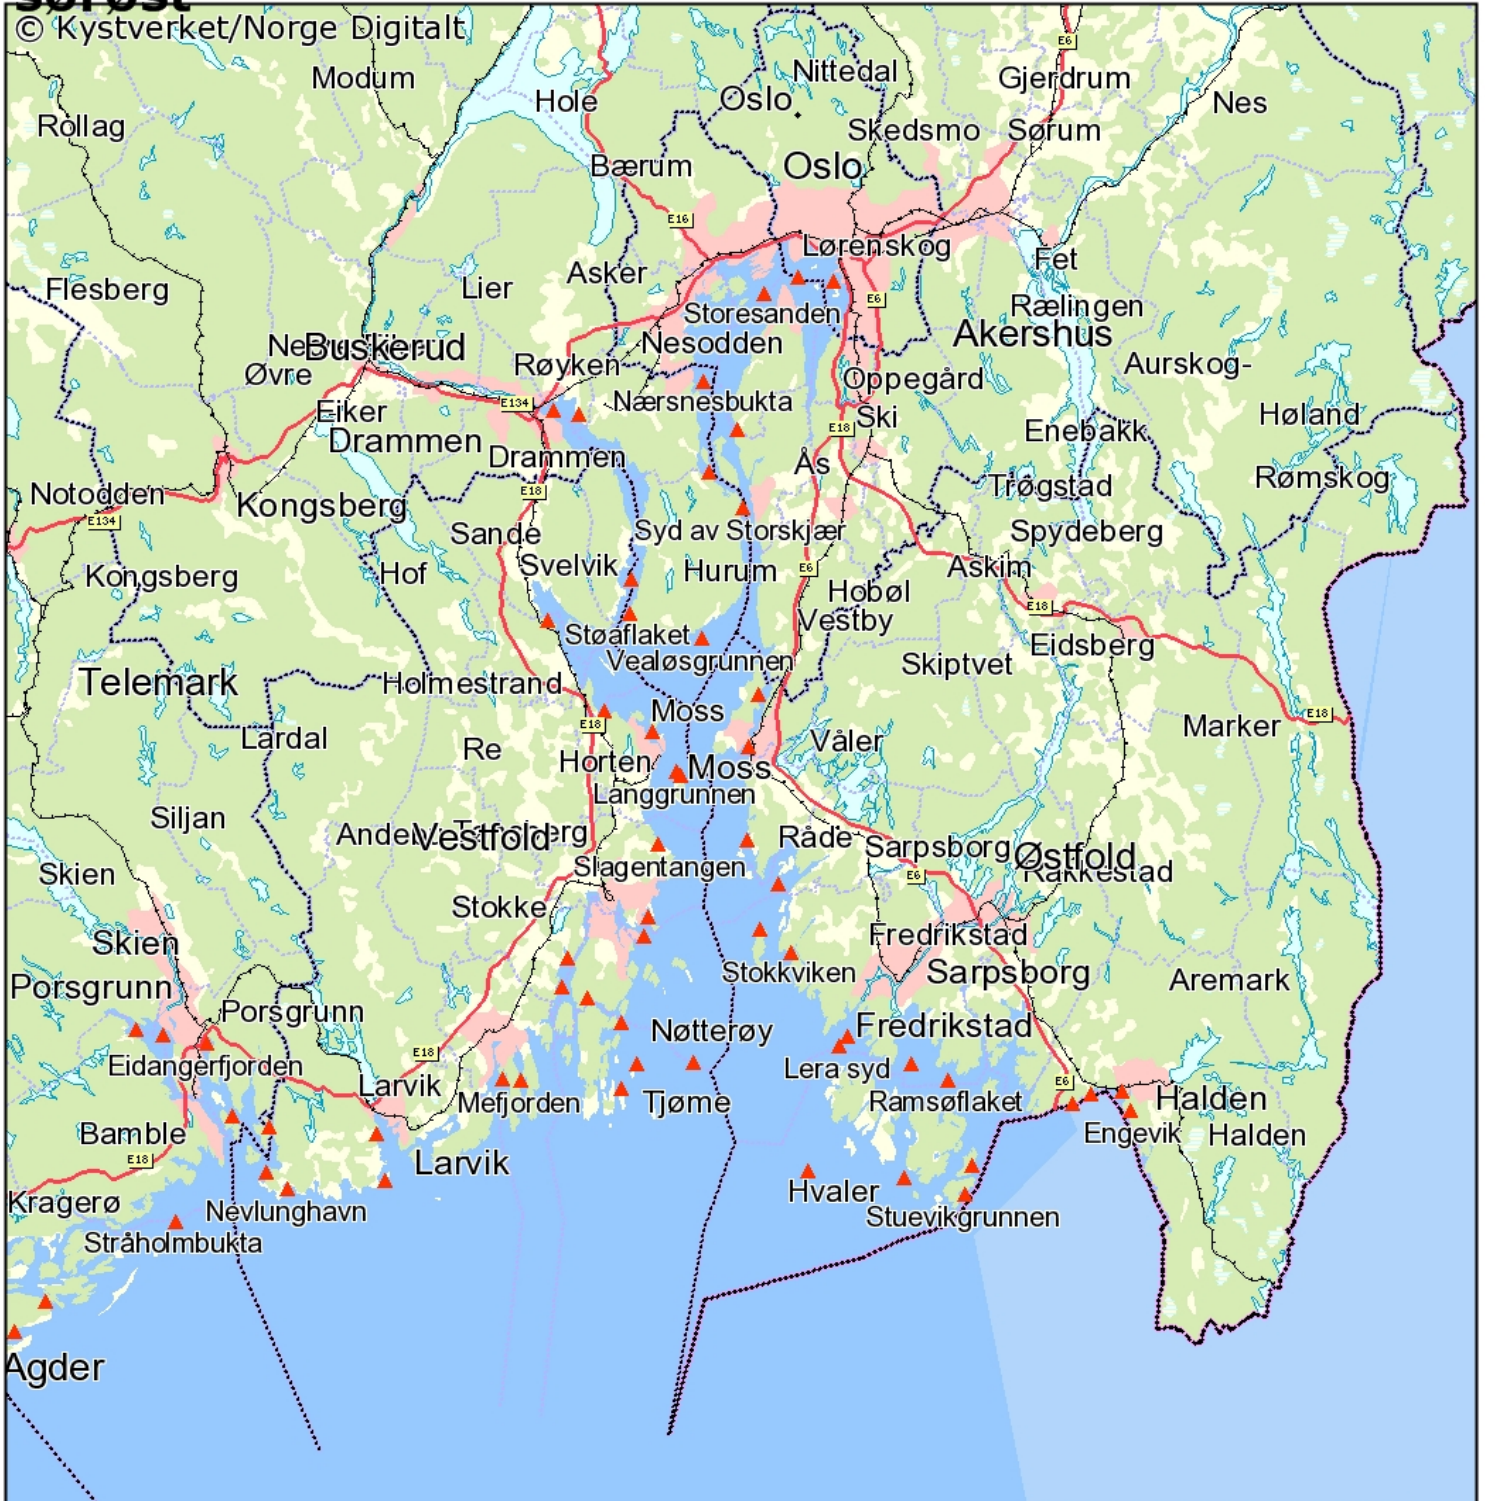 sørøst
© Kystverket/Norge Digitalt
Modum
Nittedal
Gjerdrum
E6
Hole
Oslo
Nes
Rollag
Skedsmo
Sørum
Bærum
Oslo
E16
Lørenskog
Fet
Asker
Flesberg
Lier
Storesanden
E6
Rælingen
Akershus
Nesodden
Buskerud
Øvre
Røyken
Aurskog-
Oppegård
Nærsnesbukta
E134
Eiker
Ski
Høland
Drammen
E18
Enebakk
Drammen
Ås
Rømskog
Notodden
E18
Trøgstad
Kongsberg
E134
Sande
Syd av Storskjær
Spydeberg
Svelvik
Hurum
E6
Askim
Kongsberg
Hof
Hobøl
E18
Støaflaket
Vestby
Eidsberg
Vealøsgrunnen
Skiptvet
Telemark
Holmestrand
Moss
E18
E18
Marker
Lardal
Re
Våler
Horten
Moss
Langgrunnen
Siljan
Vestfold
Råde
Sarpsborg
Østfold
Slagentangen
E6
Rakkestad
Skien
Stokke
Skien
Fredrikstad
Stokkviken
Sarpsborg
Aremark
Porsgrunn
Porsgrunn
Nøtterøy
Fredrikstad
E18
Eidangerfjorden
Lera syd
E6
Larvik
Mefjorden
Tjøme
Ramsøflaket
Halden
Bamble
Engevik
Halden
E18
Larvik
Kragerø
Hvaler
Nevlunghavn
Stuevikgrunnen
Stråholmbukta
Agder